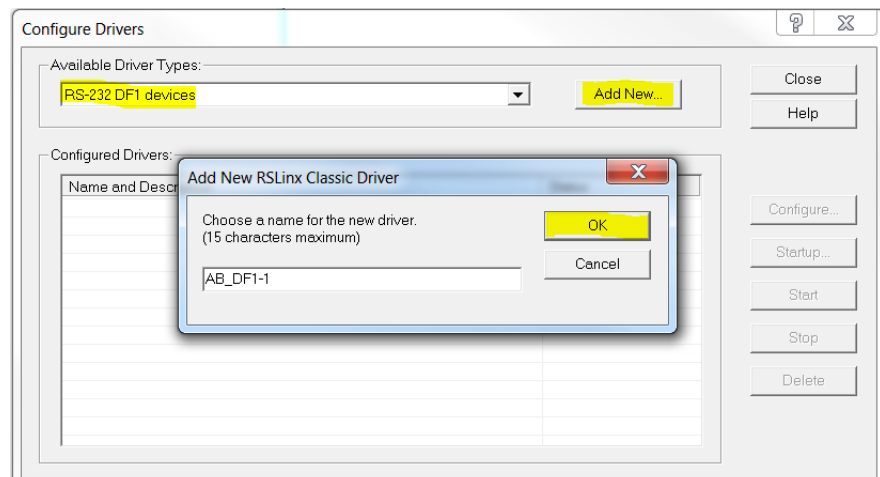 Configure Drivers
Available Driver Types:
RS-232 DF1 devices
Add New...
Close
Help
Configured Drivers:
Name and Descr
Status
Add New RSLinx Classic Driver
Choose a name for the new driver.
(15 characters maximum)
OK
Cancel
AB_DF1-1
Configure...
Startup...
Start
Stop
Delete